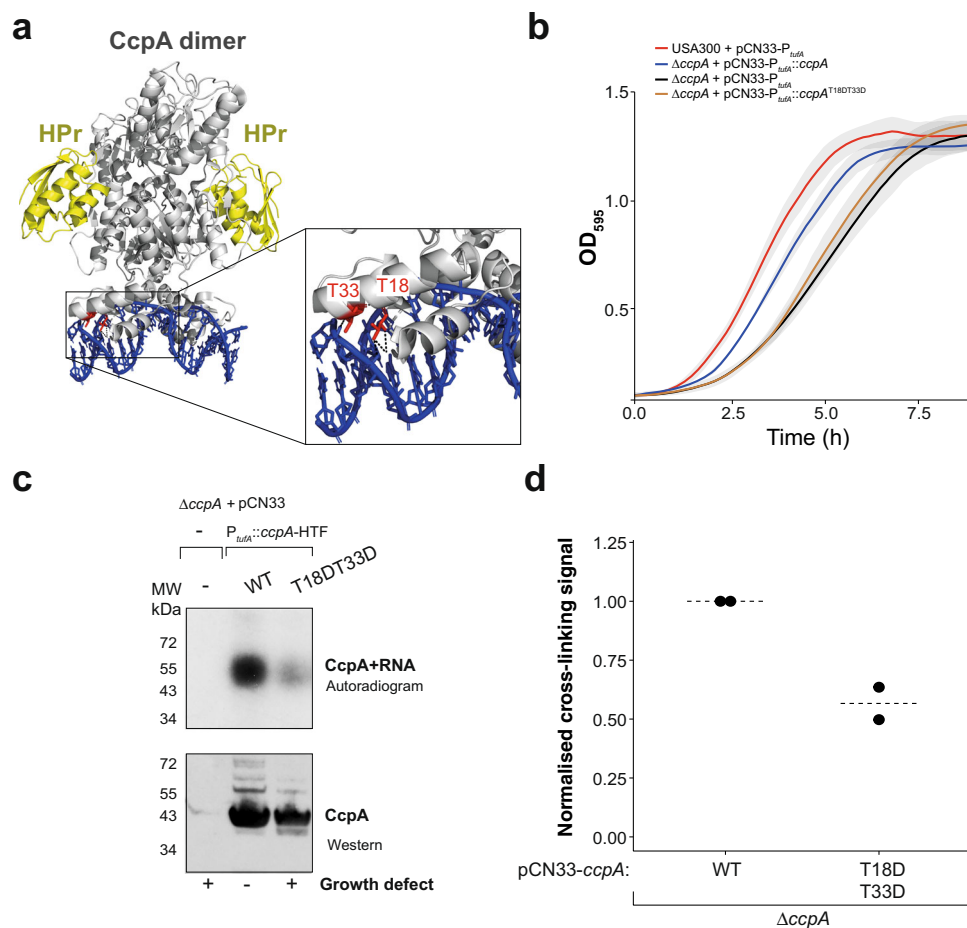 a
CcpA dimer
HPr
HPr
T33
T18
b
USA300 + pCN33-PtufA
ΔccpA + pCN33-PtufA::ccpA
ΔccpA + pCN33-PtufA
ΔccpA + pCN33-PtufA::ccpAT18DT33D
1.5
1.0
0.5
OD595
0.0
2.5
5.0
7.5
Time (h)
c
ΔccpA + pCN33
- PtufA::ccpA-HTF
MW kDa
- WT T18DT33D
72
55
43
34
CcpA+RNA
Autoradiogram
72
55
43
34
CcpA
Western
+ - + Growth defect
d
Normalised cross-linking signal
1.25
1.00
0.75
0.50
0.25
0.00
pCN33-ccpA: WT T18D
T33D
ΔccpA